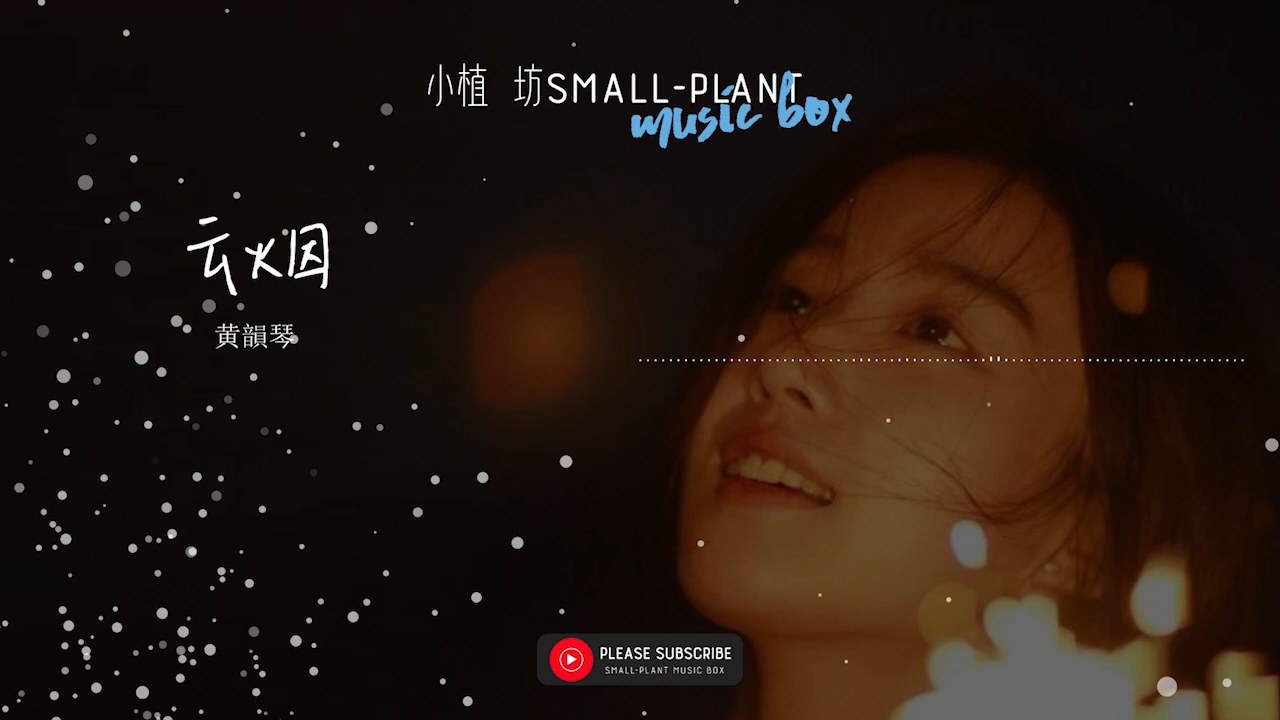 小植 坊SMALL-PLANT
music box
云烟
黄韻琴
PLEASE SUBSCRIBE
SMALL-PLANT MUSIC BOX